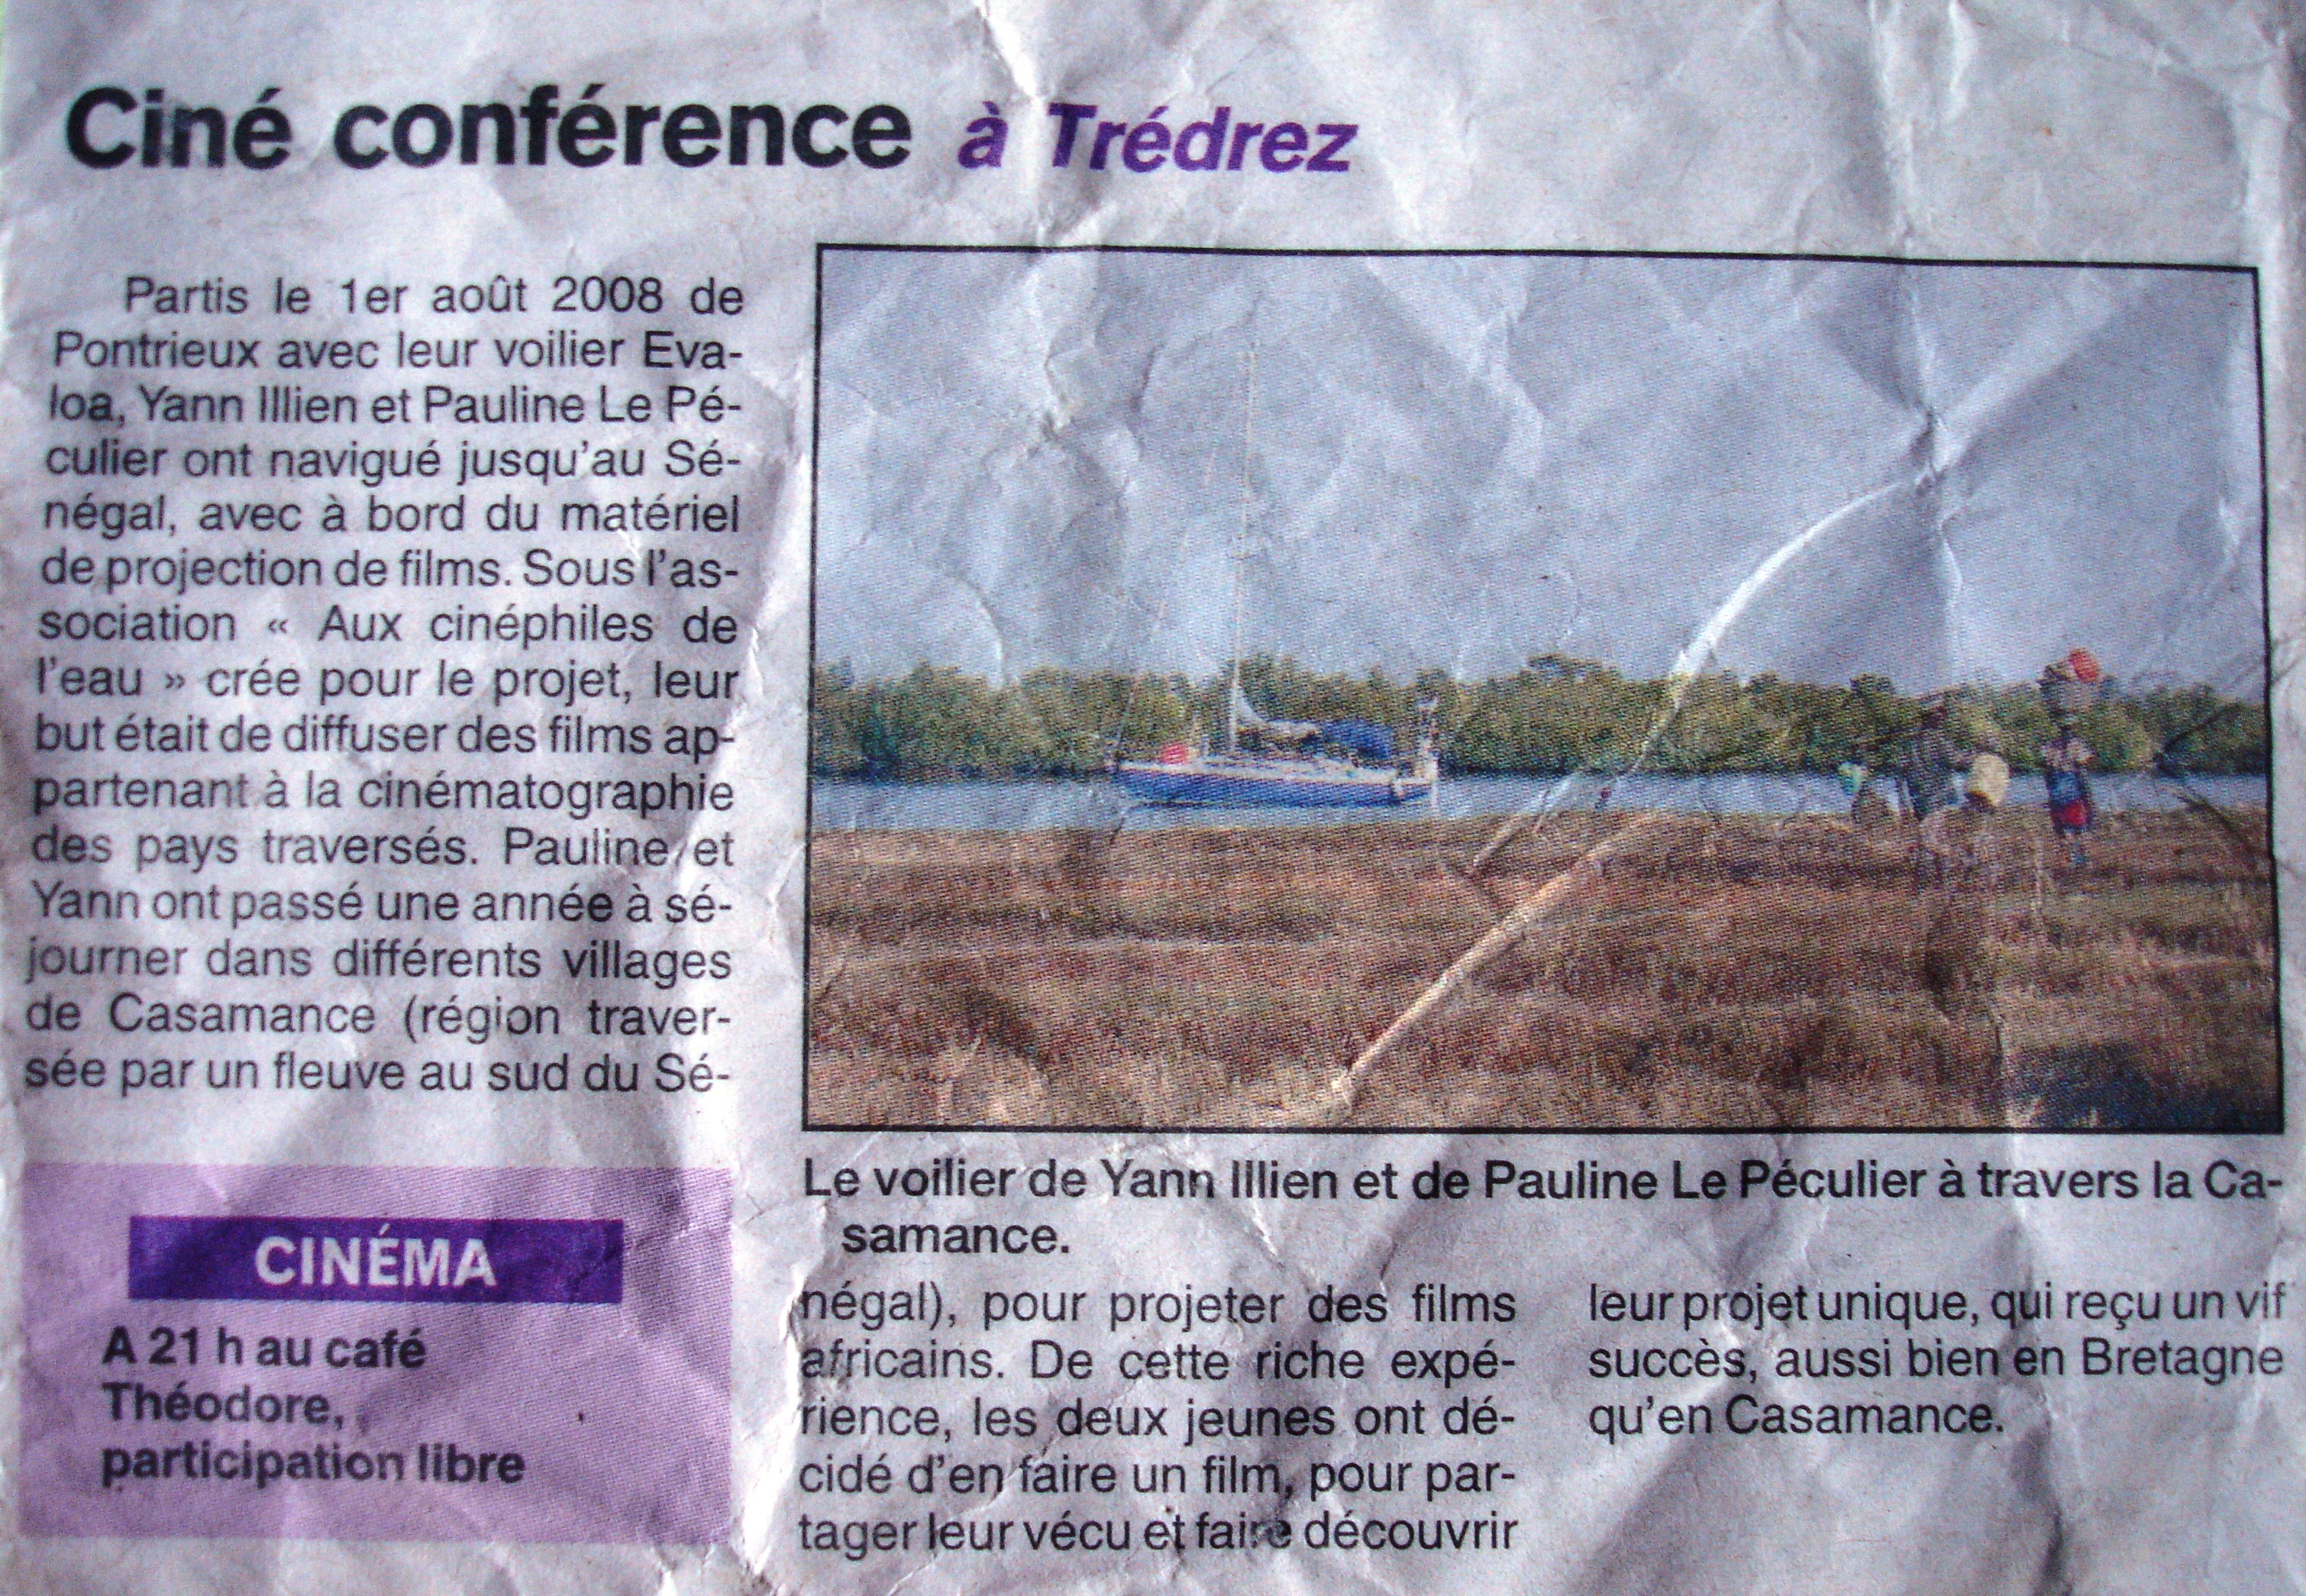 Ciné conférence à Trédrez
Partis le 1er août 2008 de
Pontrieux avec leur voilier Eva-
loa, Yann Illien et Pauline Le Pé-
culier ont navigué jusqu'au Sé-
négal, avec à bord du matériel
de projection de films. Sous l'as-
sociation « Aux cinéphiles de
l'eau » crée pour le projet, leur
but était de diffuser des films ap-
partenant à la cinématographie
des pays traversés. Pauline et
Yann ont passé une année à sé-
journer dans différents villages
de Casamance (région traver-
sée par un fleuve au sud du Sé-
négal), pour projeter des films
africains. De cette riche expé-
rience, les deux jeunes ont dé-
cidé d'en faire un film, pour par-
tager leur vécu et faire découvrir
leur projet unique, qui reçu un vif
succès, aussi bien en Bretagne
qu'en Casamance.
Le voilier de Yann Illien et de Pauline Le Péculier à travers la Ca-
samance.
CINÉMA
A 21 h au café
Théodore,
participation libre